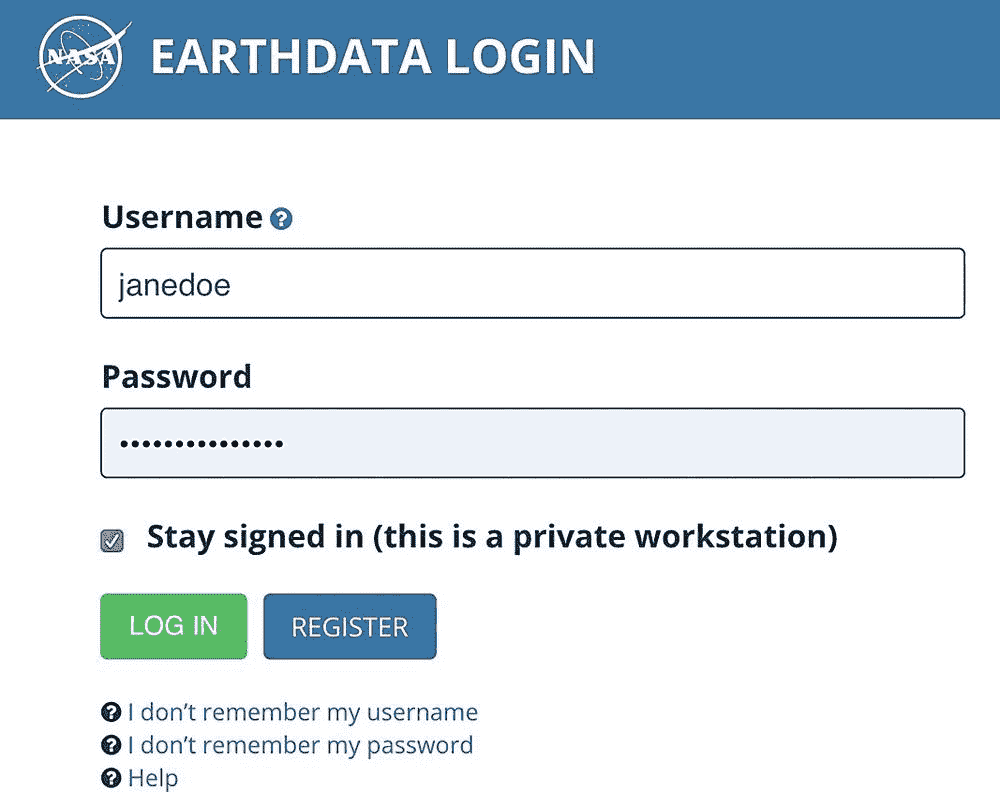 NASA EARTHDATA LOGIN
Username ?
janedoe
Password
•••••••••••••••
Stay signed in (this is a private workstation)
LOG IN REGISTER
? I don’t remember my username
? I don’t remember my password
? Help